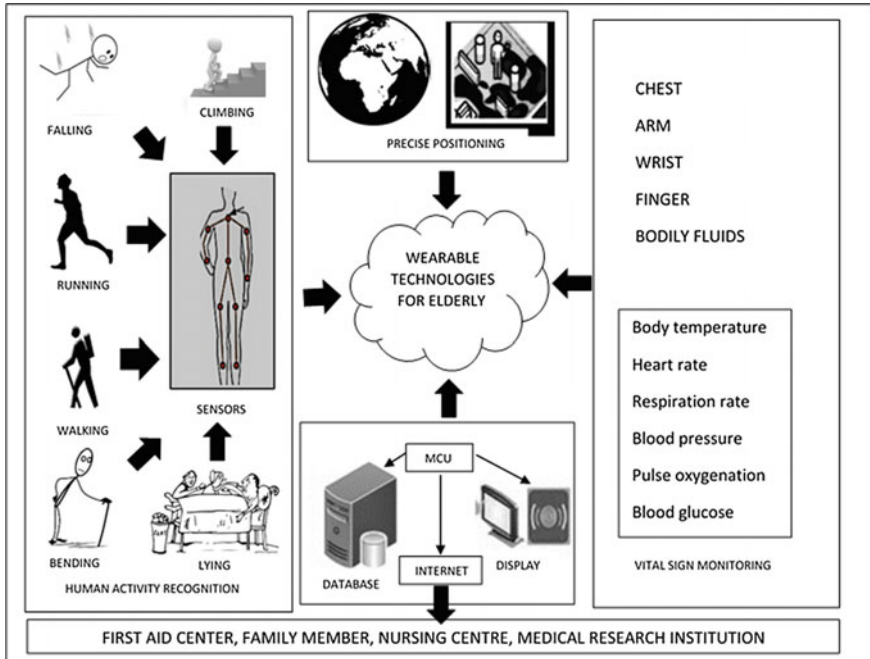 FALLING
CLIMBING
RUNNING
WALKING
BENDING
LYING
SENSORS
HUMAN ACTIVITY RECOGNITION
PRECISE POSITIONING
WEARABLE
TECHNOLOGIES
FOR ELDERLY
MCU
DATABASE
INTERNET
DISPLAY
CHEST
ARM
WRIST
FINGER
BODILY FLUIDS
Body temperature
Heart rate
Respiration rate
Blood pressure
Pulse oxygenation
Blood glucose
VITAL SIGN MONITORING
FIRST AID CENTER, FAMILY MEMBER, NURSING CENTRE, MEDICAL RESEARCH INSTITUTION